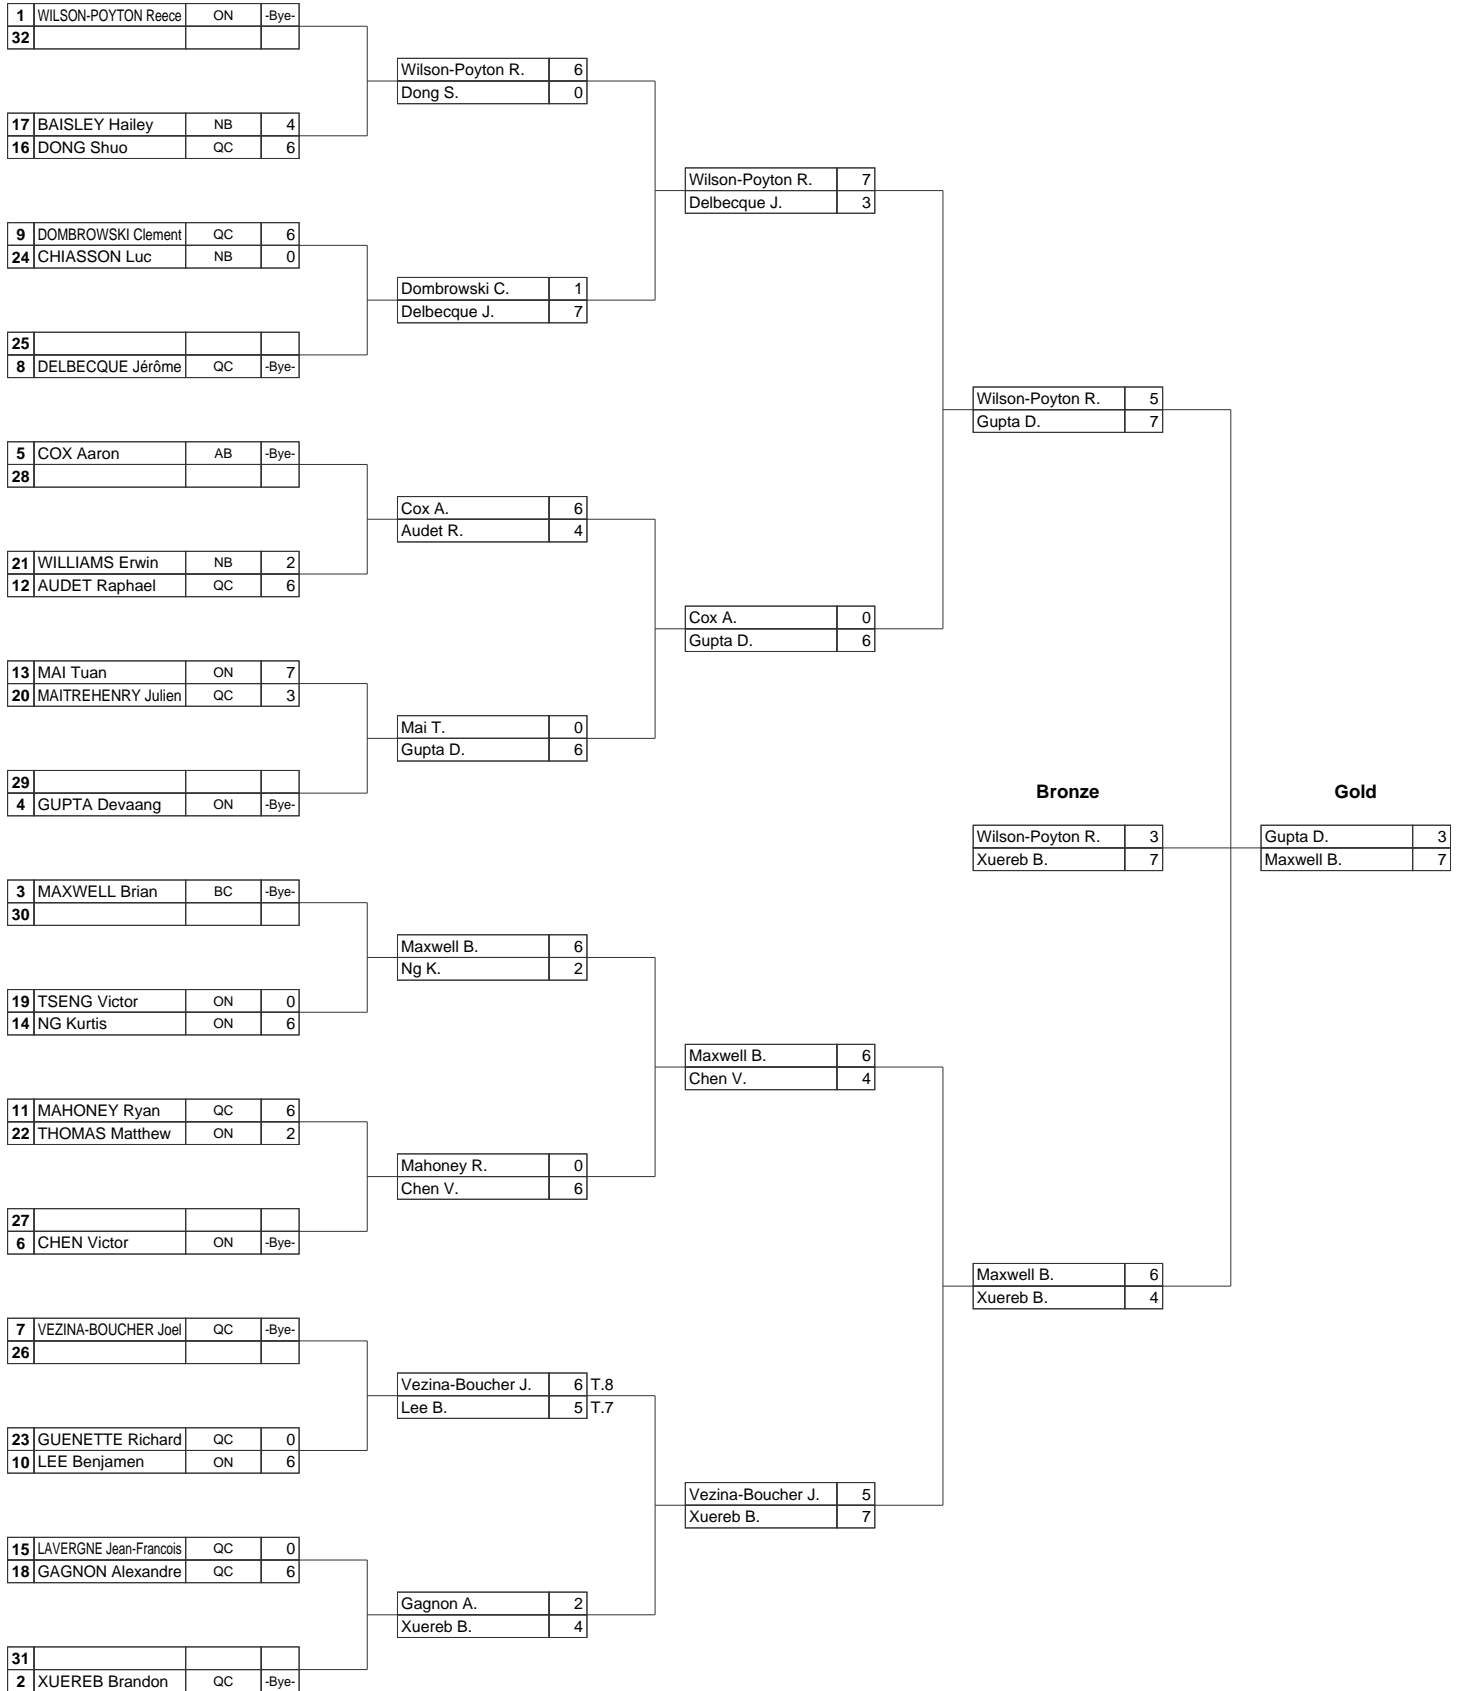 1 WILSON-POYTON Reece ON -Bye-
32
Wilson-Poyton R. 6
Dong S. 0
17 BAISLEY Hailey NB 4
16 DONG Shuo QC 6
Wilson-Poyton R. 7
Delbecque J. 3
9 DOMBROWSKI Clement QC 6
24 CHIASSON Luc NB 0
Dombrowski C. 1
Delbecque J. 7
25
8 DELBECQUE Jérôme QC -Bye-
Wilson-Poyton R. 5
Gupta D. 7
5 COX Aaron AB -Bye-
28
Cox A. 6
Audet R. 4
21 WILLIAMS Erwin NB 2
12 AUDET Raphael QC 6
Cox A. 0
Gupta D. 6
13 MAI Tuan ON 7
20 MAITREHENRY Julien QC 3
Mai T. 0
Gupta D. 6
29
4 GUPTA Devaang ON -Bye-
Bronze Gold
Wilson-Poyton R. 3 Gupta D. 3
Xuereb B. 7 Maxwell B. 7
3 MAXWELL Brian BC -Bye-
30
Maxwell B. 6
Ng K. 2
19 TSENG Victor ON 0
14 NG Kurtis ON 6
Maxwell B. 6
Chen V. 4
11 MAHONEY Ryan QC 6
22 THOMAS Matthew ON 2
Mahoney R. 0
Chen V. 6
27
6 CHEN Victor ON -Bye-
Maxwell B. 6
Xuereb B. 4
7 VEZINA-BOUCHER Joel QC -Bye-
26
Vezina-Boucher J. 6 T.8
Lee B. 5 T.7
23 GUENETTE Richard QC 0
10 LEE Benjamen ON 6
Vezina-Boucher J. 5
Xuereb B. 7
15 LAVERGNE Jean-Francois QC 0
18 GAGNON Alexandre QC 6
Gagnon A. 2
Xuereb B. 4
31
2 XUEREB Brandon QC -Bye-